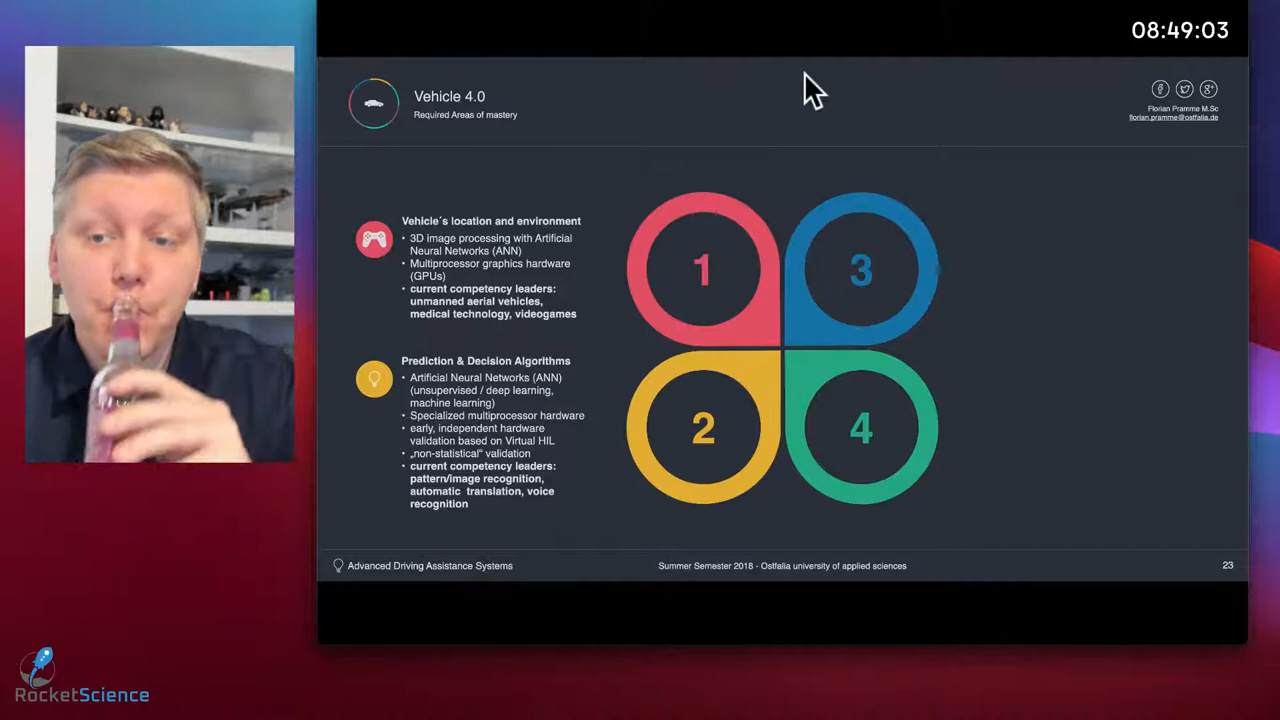 08:49:03
Vehicle 4.0
Required Areas of mastery
Florian Pramme M.Sc
florian.pramme@ostfalia.de
Vehicle´s location and environment
• 3D image processing with Artificial
Neural Networks (ANN)
• Multiprocessor graphics hardware
(GPUs)
• current competency leaders:
unmanned aerial vehicles,
medical technology, videogames
Prediction & Decision Algorithms
• Artificial Neural Networks (ANN)
(unsupervised / deep learning,
machine learning)
• Specialized multiprocessor hardware
• early, independent hardware
validation based on Virtual HIL
• „non-statistical“ validation
• current competency leaders:
pattern/image recognition,
automatic translation, voice
recognition
1
3
2
4
Advanced Driving Assistance Systems
Summer Semester 2018 - Ostfalia university of applied sciences
23
RocketScience